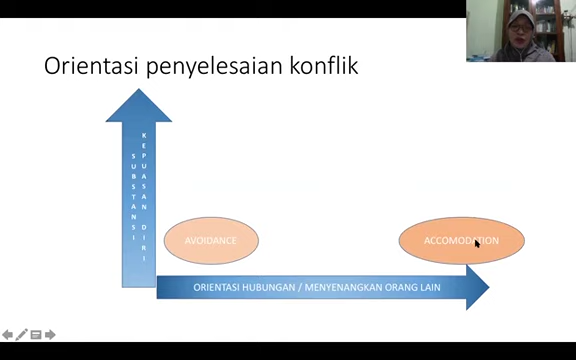 Orientasi penyelesaian konflik
SUBSTANSI
KEPUASAN DIRI
AVOIDANCE
ACCOMODATION
ORIENTASI HUBUNGAN / MENYENANGKAN ORANG LAIN